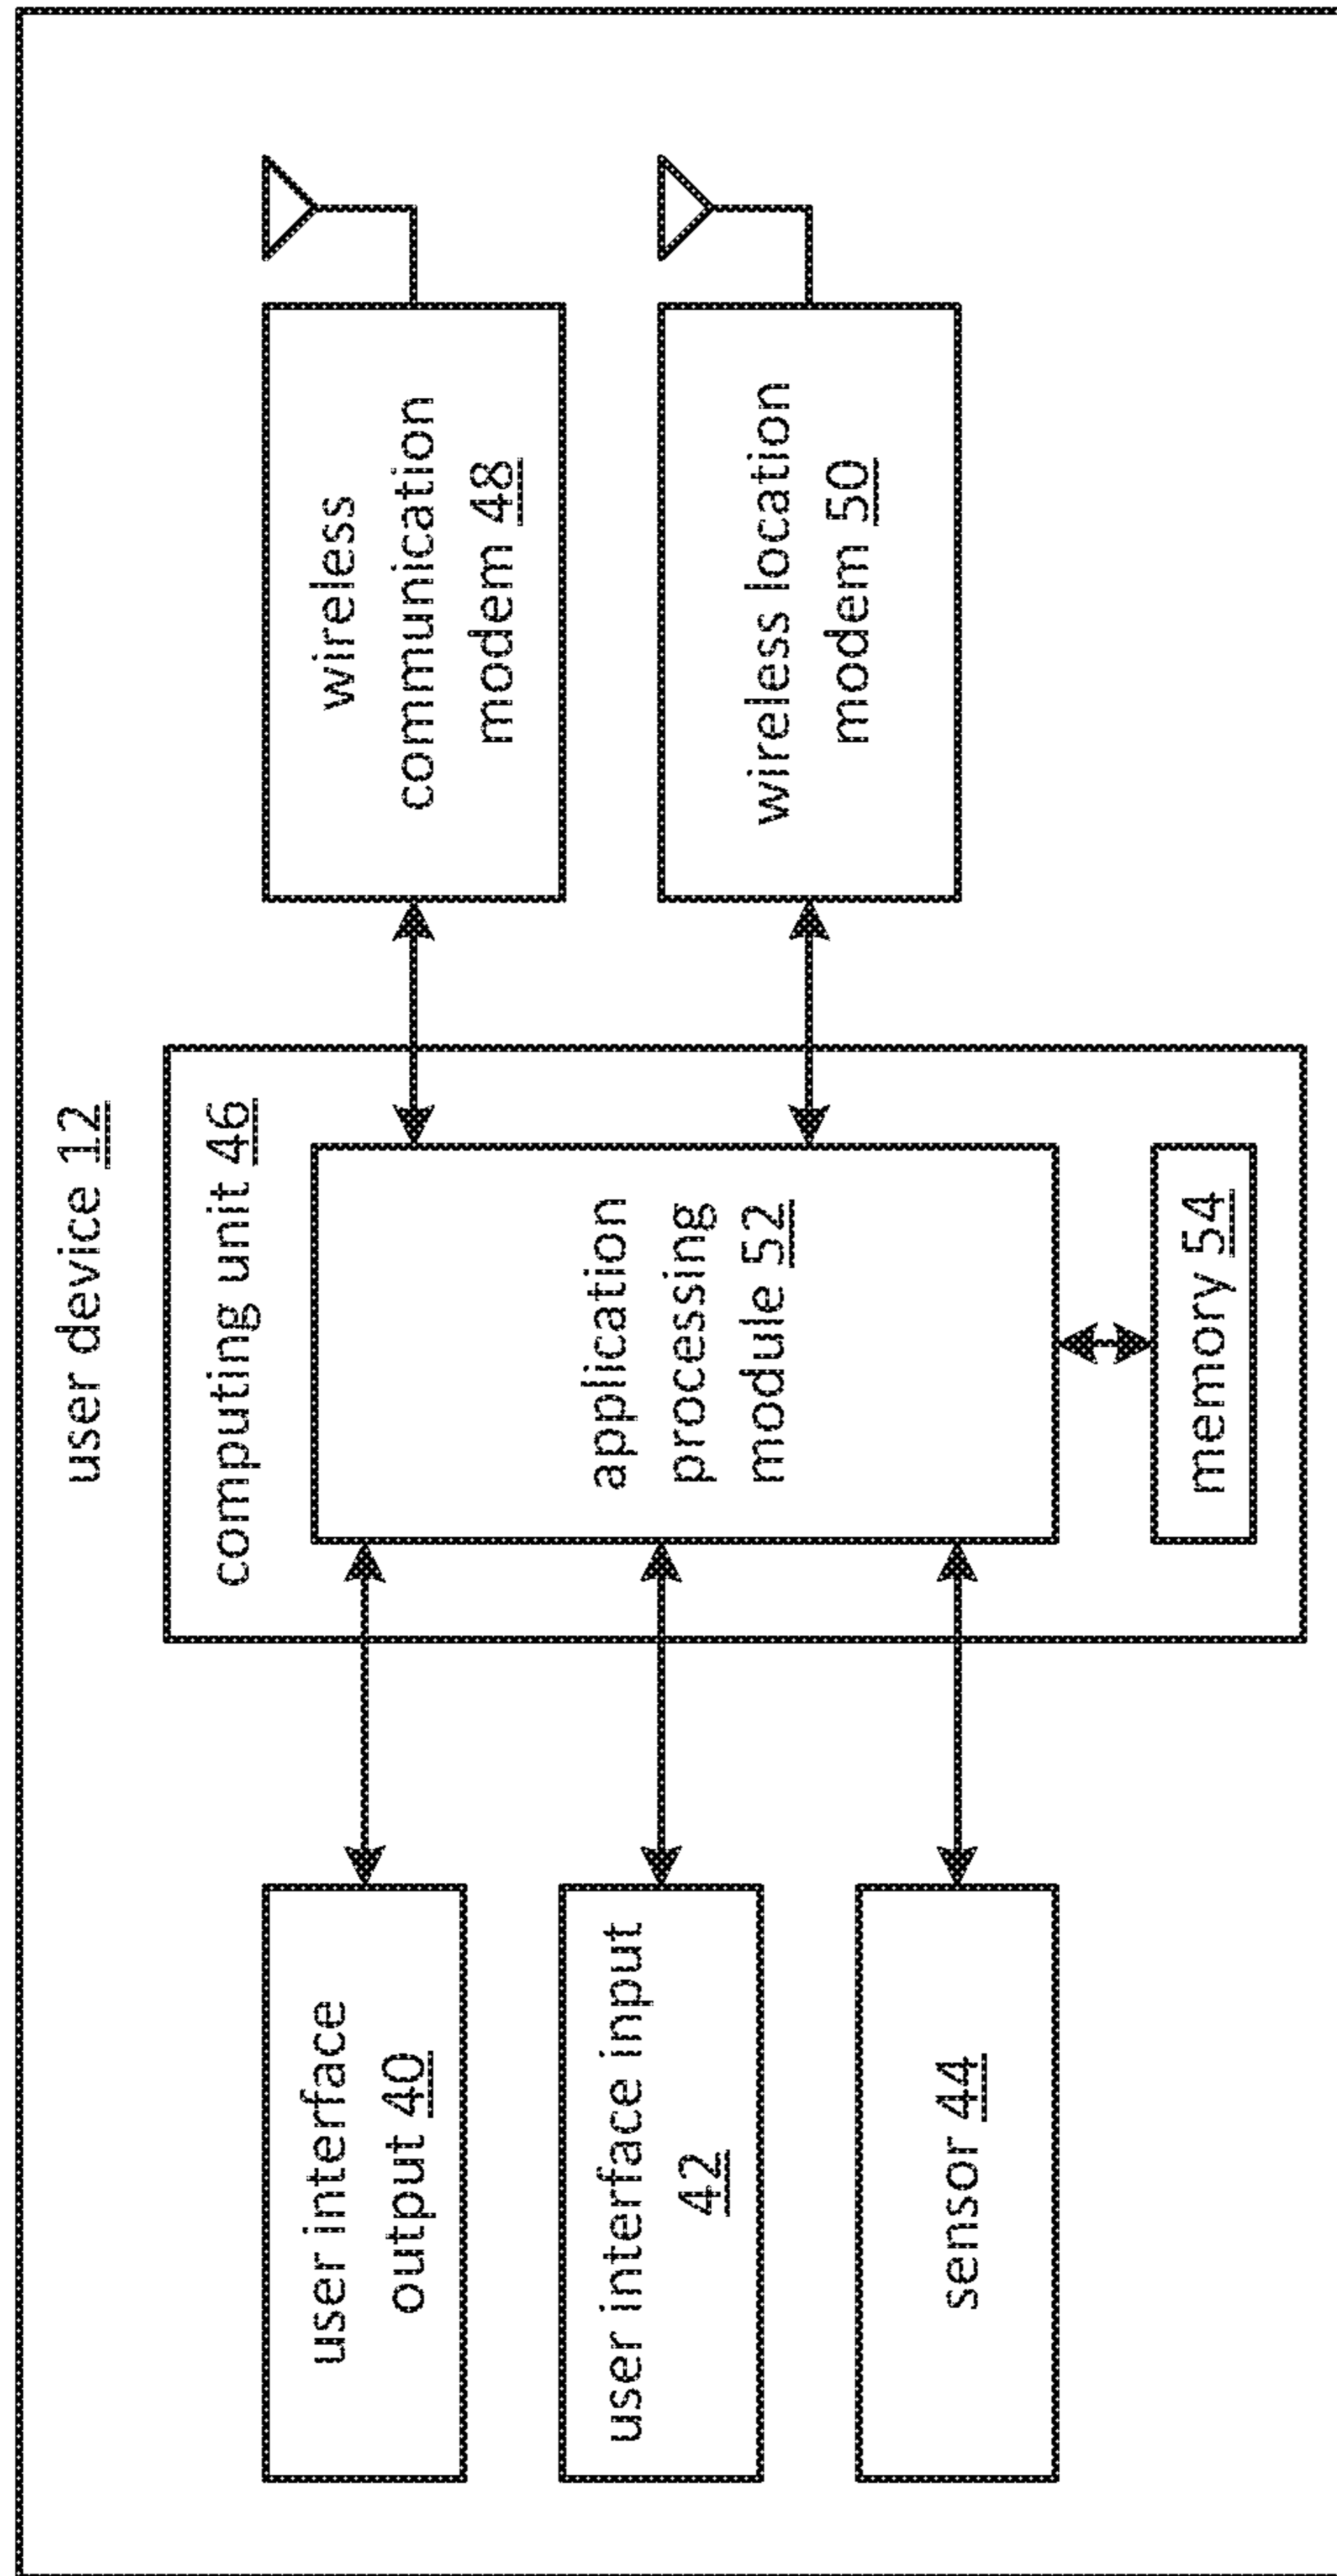 user device 12
computing unit 46
user interface
output 40
user interface input
42
sensor 44
application
processing
module 52
memory 54
wireless
communication
modem 48
wireless location
modem 50